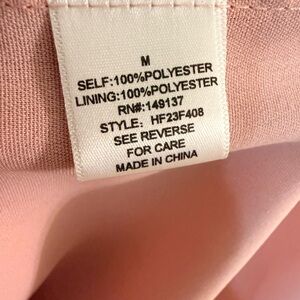 M
SELF:100%POLYESTER
LINING:100%POLYESTER
RN#:149137
STYLE: HF23F408
SEE REVERSE
FOR CARE
MADE IN CHINA